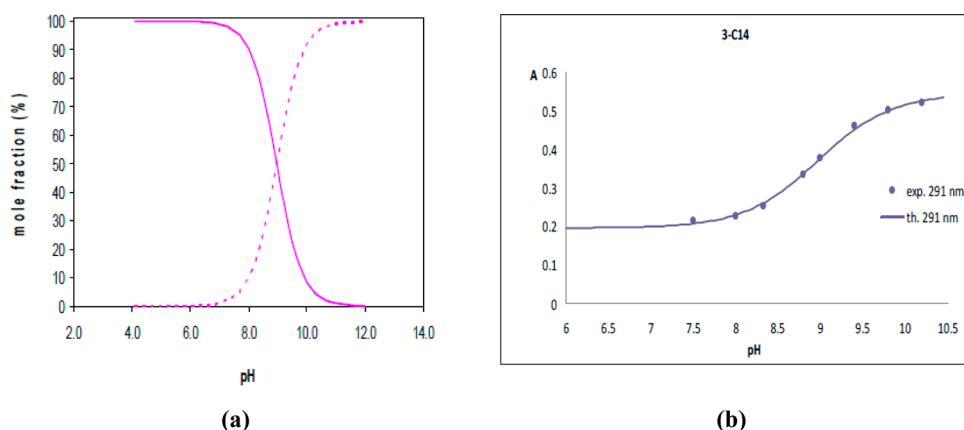 100
90
80
70
60
50
40
30
20
10
0
mole fraction (%)
2.0 4.0 6.0 8.0 10.0 12.0 14.0
pH
(a)
3-C14
A
0.6
0.5
0.4
0.3
0.2
0.1
0
6 6.5 7 7.5 8 8.5 9 9.5 10 10.5
pH
exp. 291 nm
th. 291 nm
(b)